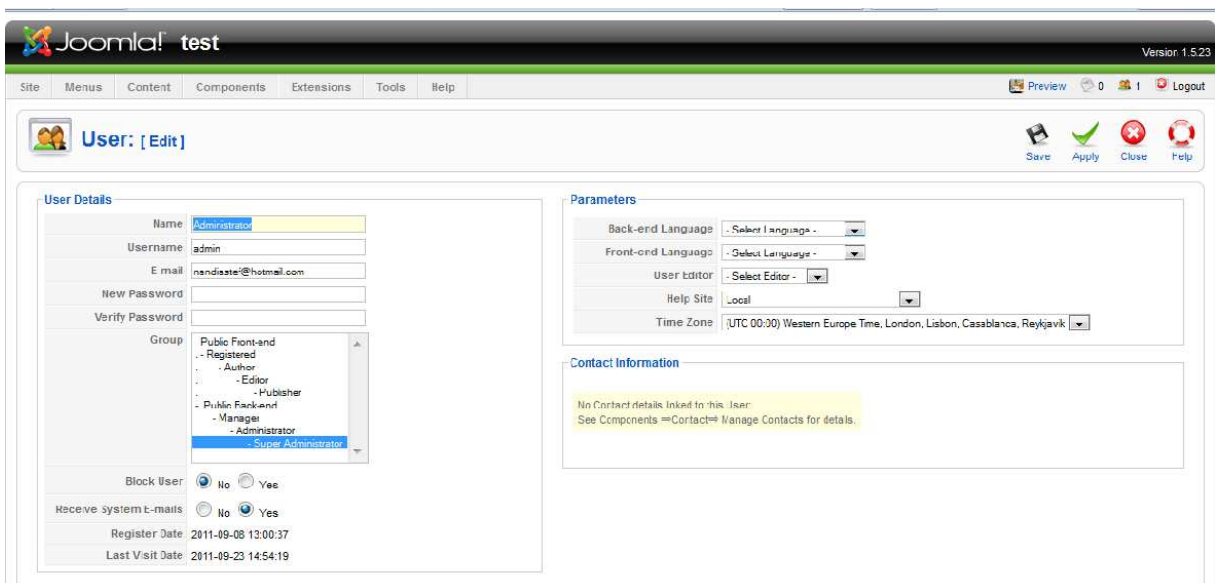 Joomla! test
Version 1.5.23
Site Menus Content Components Extensions Tools Help Preview 0 1 Logout
User: [ Edit ]
Save Apply Close Help
User Details
Name Administrator
Username admin
E mail
New Password
Verify Password
Group Public Front-end
. - Registered
. - Author
. - Editor
. - Publisher
- Public Back-end
- Manager
- Administrator
- Super Administrator
Block User No Yes
Receive System E-mails No Yes
Register Date 2011-09-08 13:00:37
Last Visit Date 2011-09-23 14:54:19
Parameters
Back-end Language - Select Language -
Front-end Language - Select Language -
User Editor - Select Editor -
Help Site Local
Time Zone (UTC 00:00) Western Europe Time, London, Lisbon, Casablanca, Reykjavik
Contact Information
No Contact details linked to this User:
See Components ⇒Contact⇒ Manage Contacts for details.